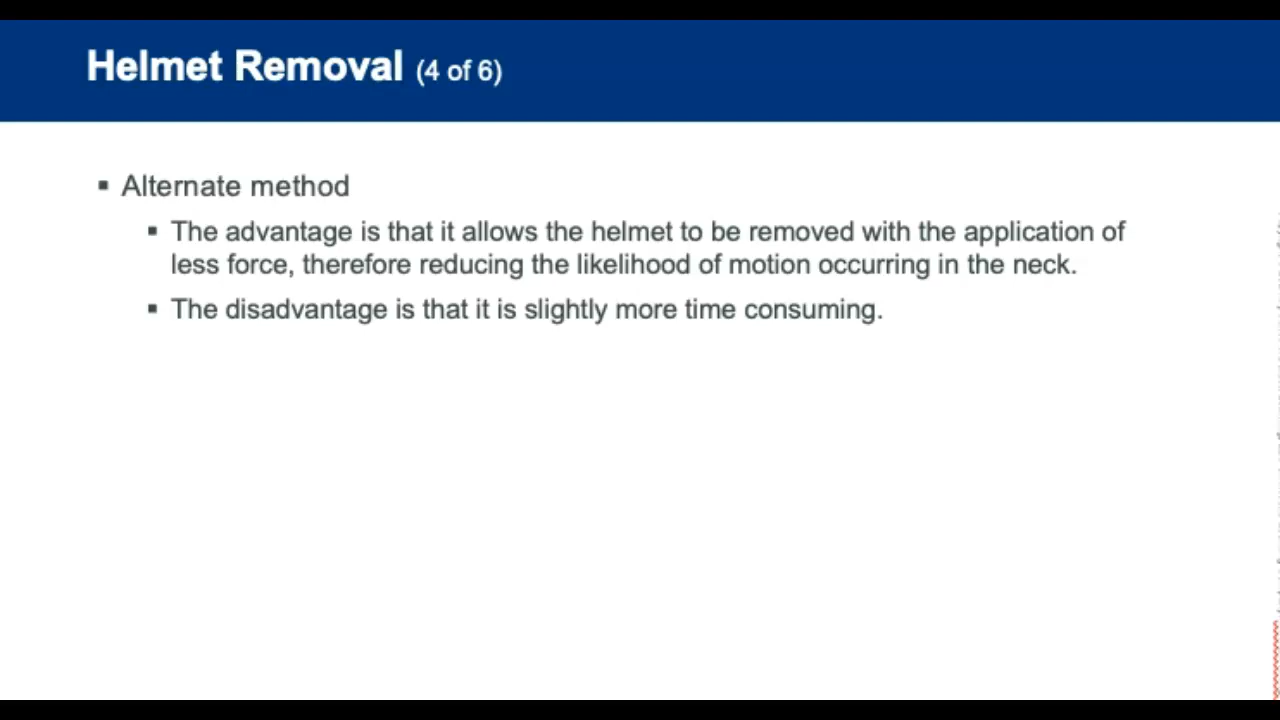 Helmet Removal (4 of 6)
▪ Alternate method
▪ The advantage is that it allows the helmet to be removed with the application of
less force, therefore reducing the likelihood of motion occurring in the neck.
▪ The disadvantage is that it is slightly more time consuming.